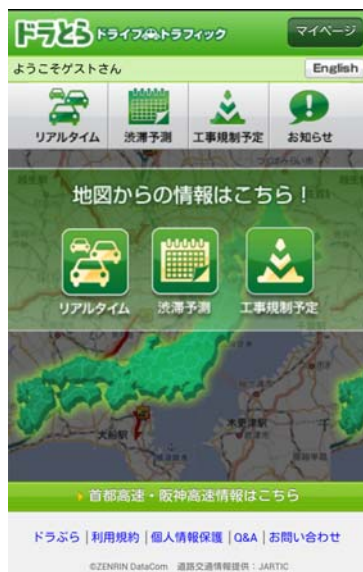 ドラとら ドライブ トラフィック マイページ
ようこそゲストさん English
リアルタイム 渋滞予測 工事規制予定 お知らせ
地図からの情報はこちら！
リアルタイム 渋滞予測 工事規制予定
木更津駅
大船駅
首都高速・阪神高速情報はこちら
ドラぷら | 利用規約 | 個人情報保護 | Q&A | お問い合わせ
©ZENRIN DataCom 道路交通情報提供：JARTIC